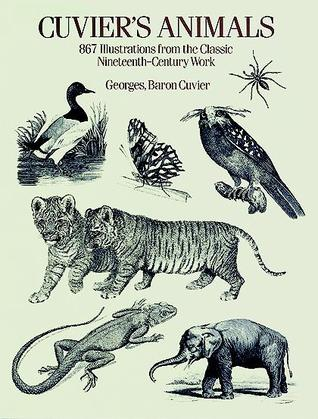 CUVIER'S ANIMALS
867 Illustrations from the Classic
Nineteenth-Century Work
Georges, Baron Cuvier